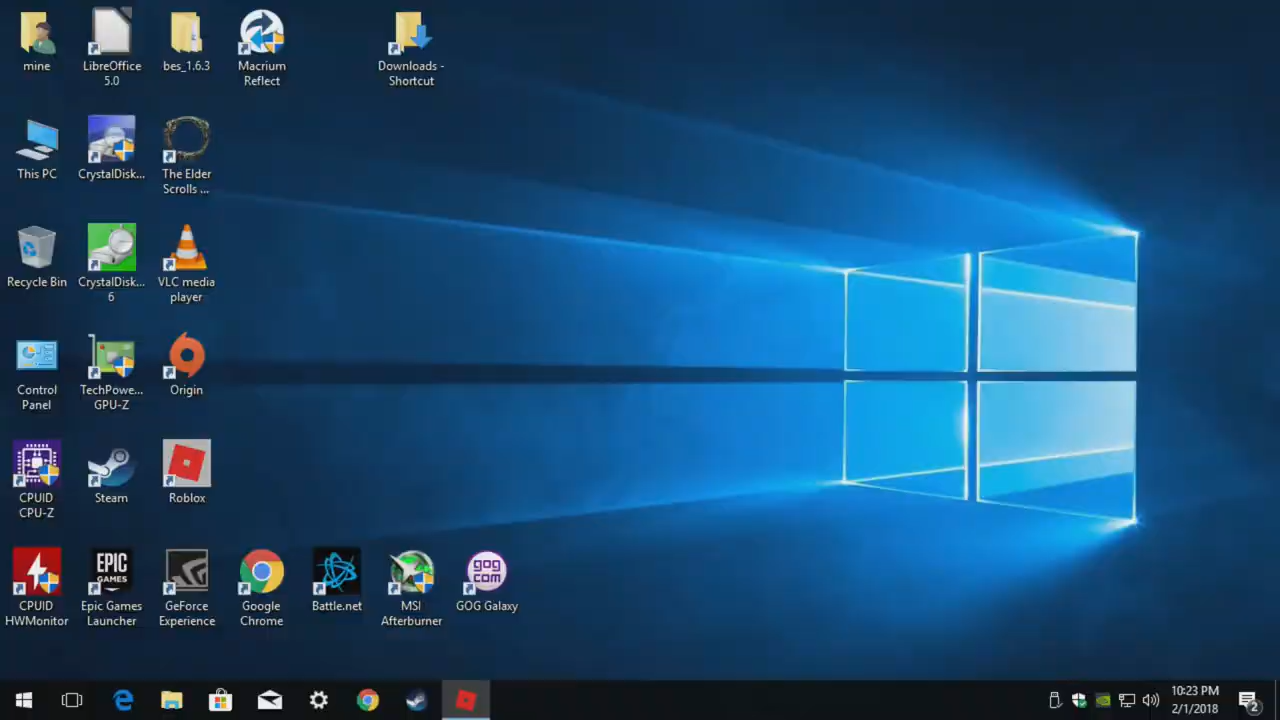 mine
LibreOffice
5.0
bes_1.6.3
Macrium
Reflect
Downloads -
Shortcut
This PC
CrystalDisk...
The Elder
Scrolls ...
Recycle Bin
CrystalDisk...
6
VLC media
player
Control
Panel
TechPowe...
GPU-Z
Origin
CPUID
CPU-Z
Steam
Roblox
CPUID
HWMonitor
EPIC
GAMES
Epic Games
Launcher
GeForce
Experience
Google
Chrome
Battle.net
MSI
Afterburner
gog
com
GOG Galaxy
10:23 PM
2/1/2018
2